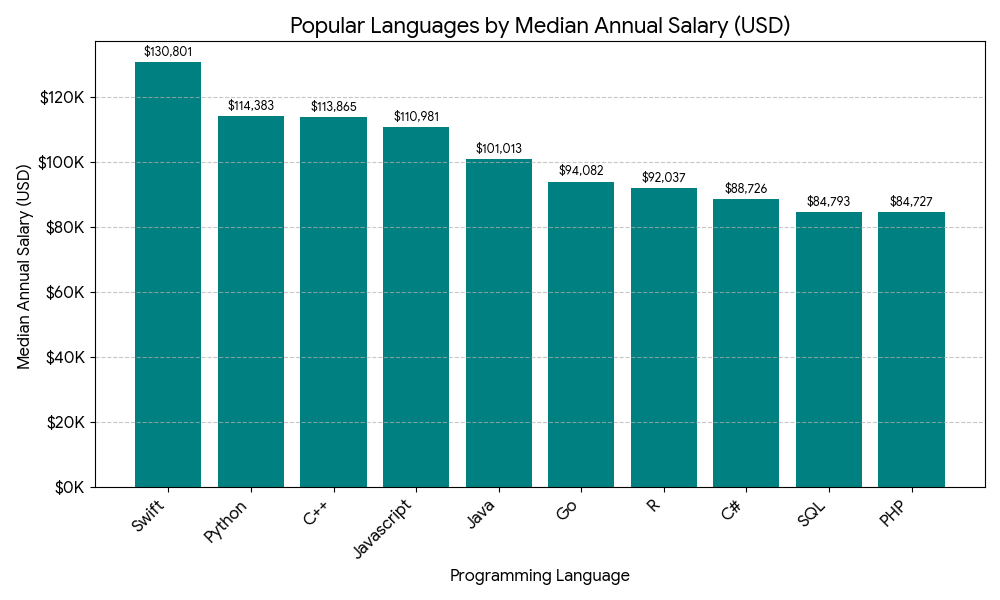 Popular Languages by Median Annual Salary (USD)
Median Annual Salary (USD)
$120K
$100K
$80K
$60K
$40K
$20K
$0K
$130,801
$114,383
$113,865
$110,981
$101,013
$94,082
$92,037
$88,726
$84,793
$84,727
Swift
Python
C++
Javascript
Java
Go
R
C#
SQL
PHP
Programming Language